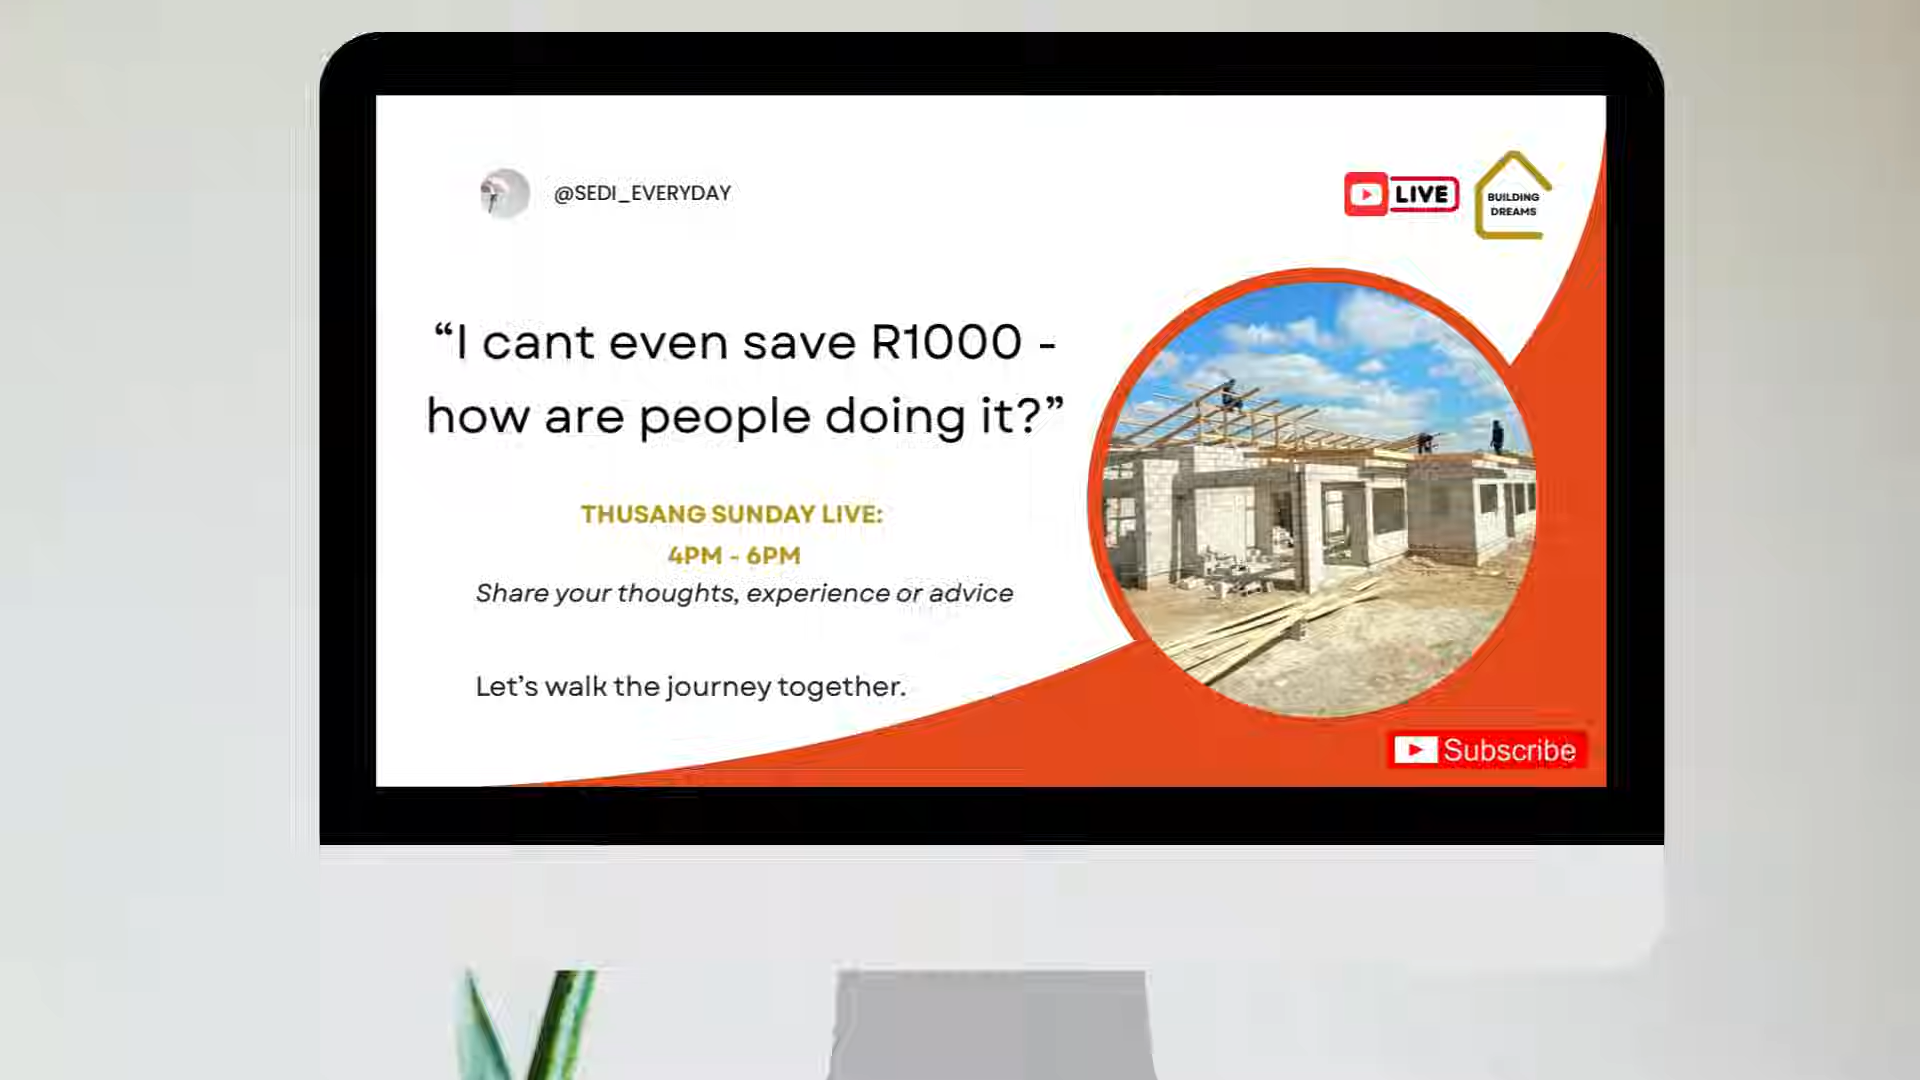 @SEDI_EVERYDAY
LIVE
BUILDING
DREAMS
“I cant even save R1000 -
how are people doing it?”
THUSANG SUNDAY LIVE:
4PM - 6PM
Share your thoughts, experience or advice
Let’s walk the journey together.
Subscribe